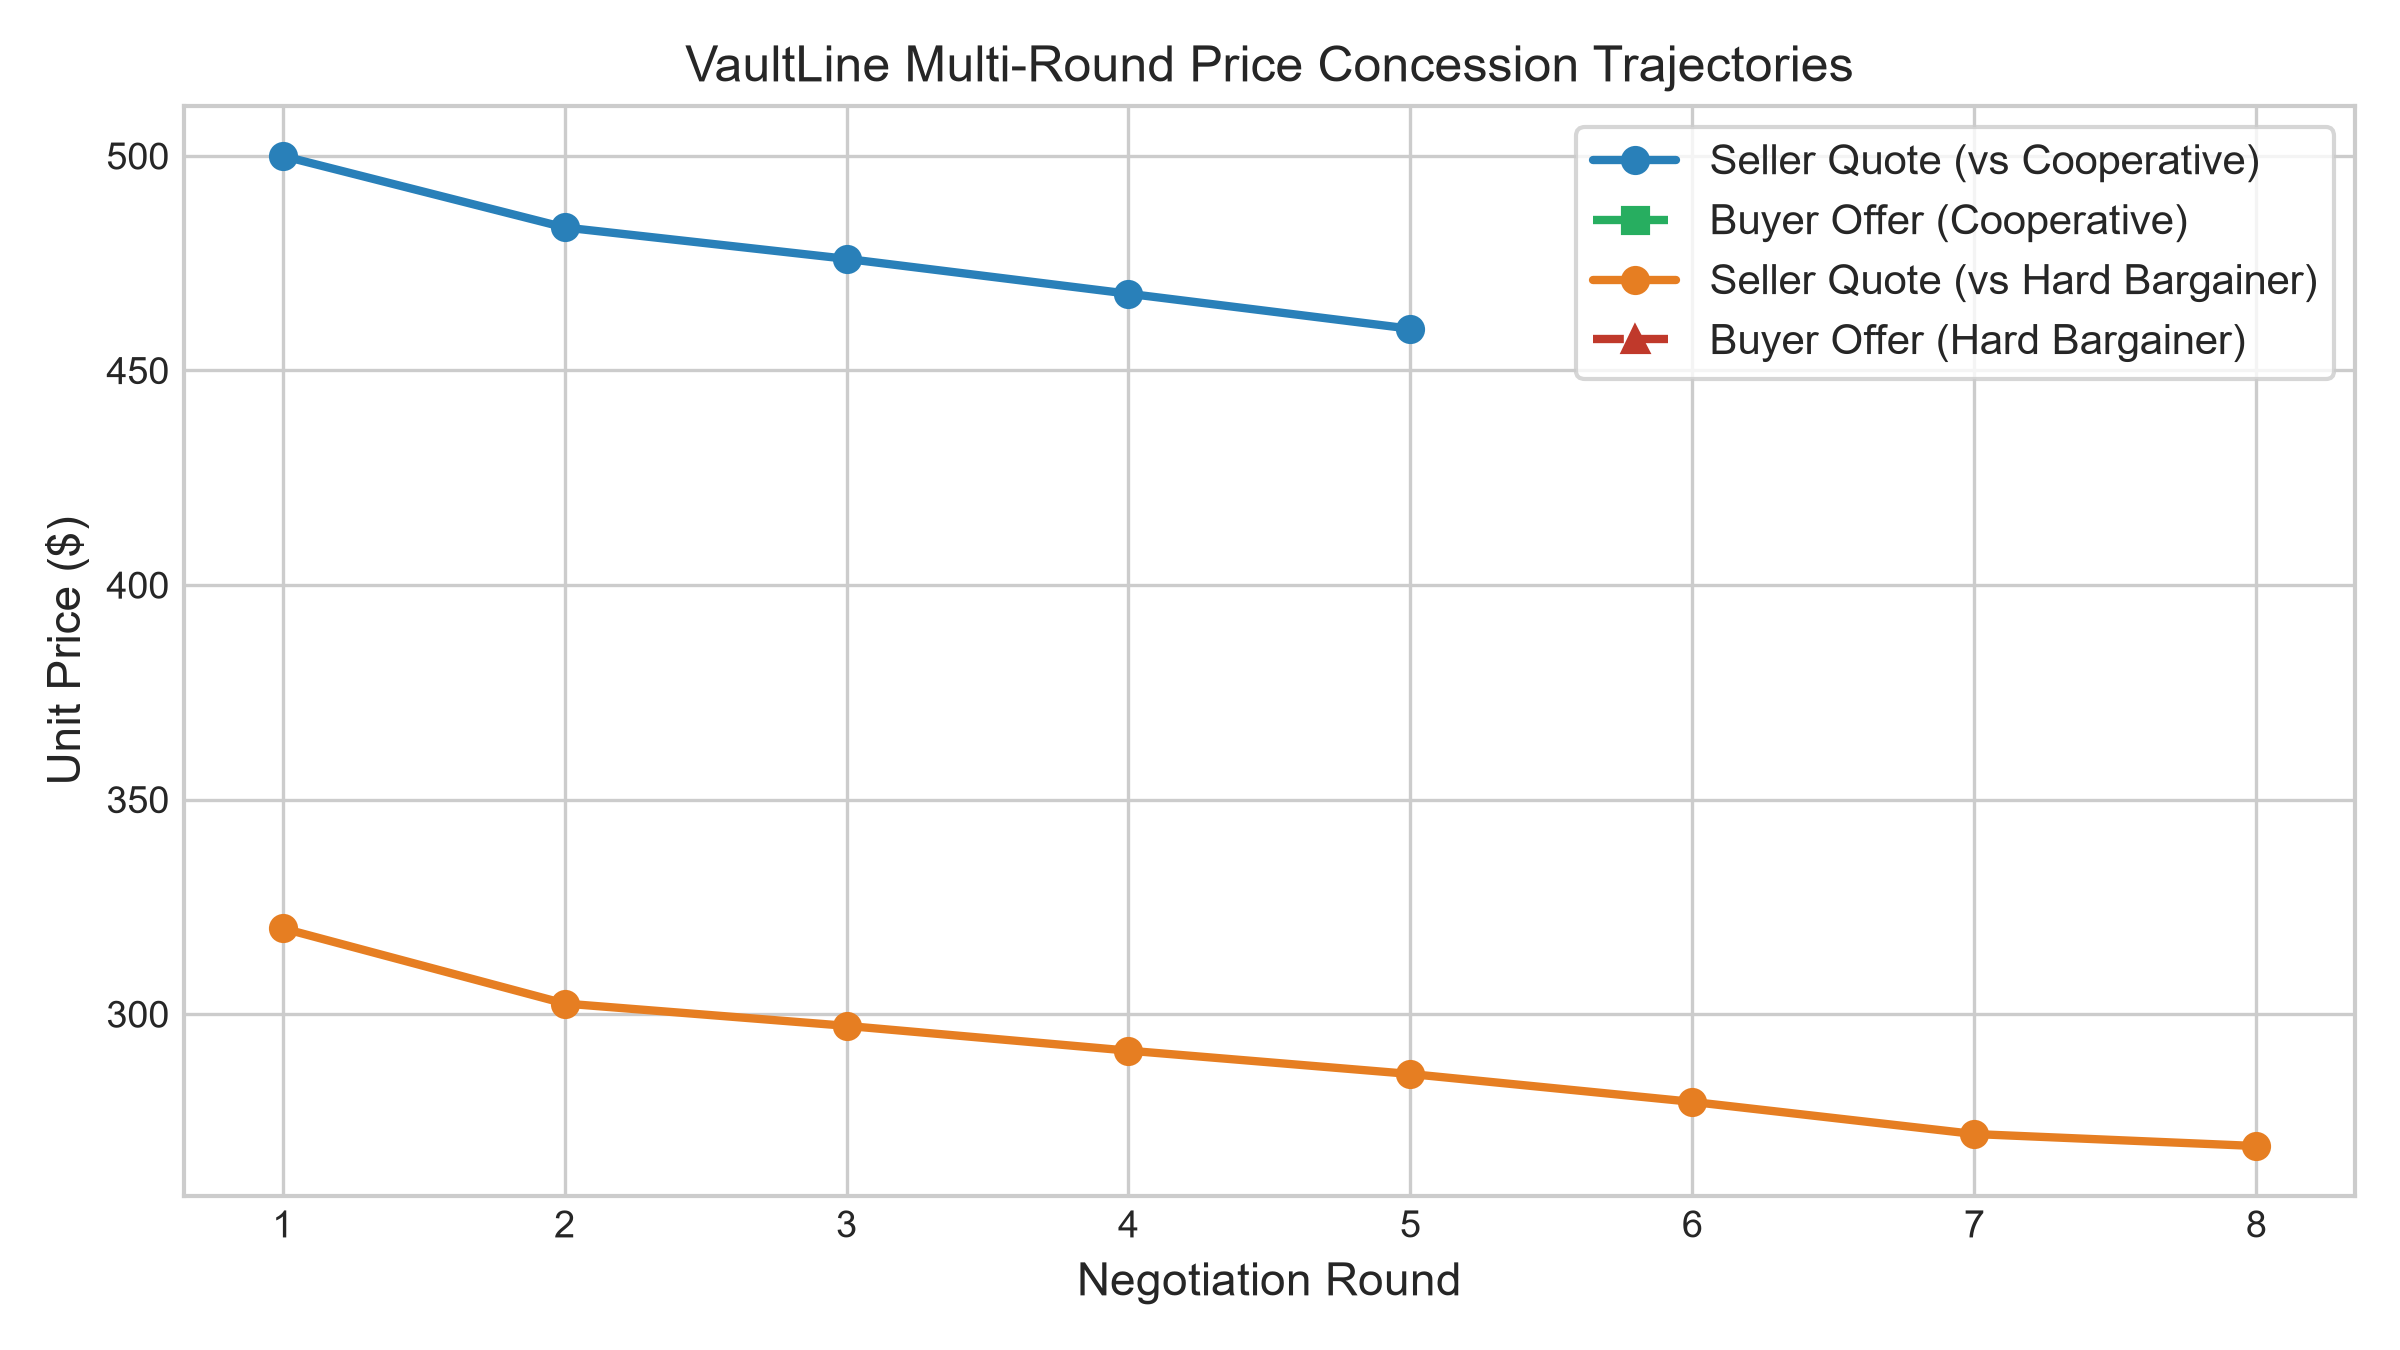 VaultLine Multi-Round Price Concession Trajectories
Seller Quote (vs Cooperative)
Buyer Offer (Cooperative)
Seller Quote (vs Hard Bargainer)
Buyer Offer (Hard Bargainer)
Unit Price ($)
500
450
400
350
300
1 2 3 4 5 6 7 8
Negotiation Round